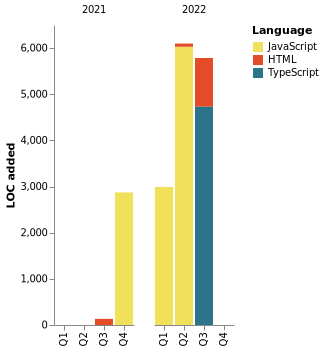 2021 2022
Language
JavaScript
HTML
TypeScript
LOC added
6,000
5,000
4,000
3,000
2,000
1,000
0
Q1 Q2 Q3 Q4 Q1 Q2 Q3 Q4